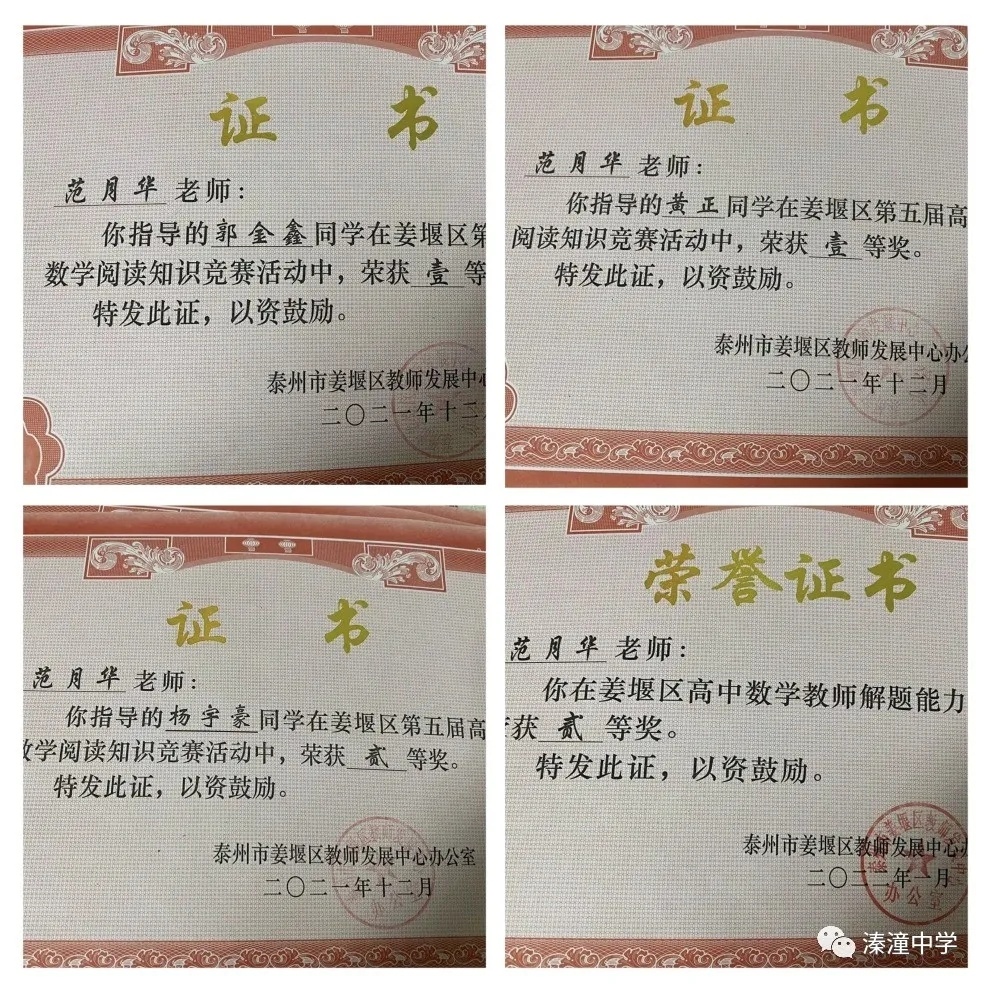 证 书
范月华 老师：
你指导的郭金鑫同学在姜堰区第
数学阅读知识竞赛活动中，荣获 壹 等
特发此证，以资鼓励。
泰州市姜堰区教师发展中心
二〇二一年十二
证 书
范月华 老师：
你指导的黄正同学在姜堰区第五届高
阅读知识竞赛活动中，荣获 壹 等奖。
特发此证，以资鼓励。
泰州市姜堰区教师发展中心办公
二〇二一年十二月
证 书
范月华 老师：
你指导的杨宇豪同学在姜堰区第五届高
数学阅读知识竞赛活动中，荣获 贰 等奖。
特发此证，以资鼓励。
泰州市姜堰区教师发展中心办公室
二〇二一年十二月
荣誉证书
范月华 老师：
你在姜堰区高中数学教师解题能力
获 贰 等奖。
特发此证，以资鼓励。
泰州市姜堰区教师发展中心办
二〇二二年一月
办公室
溱潼中学